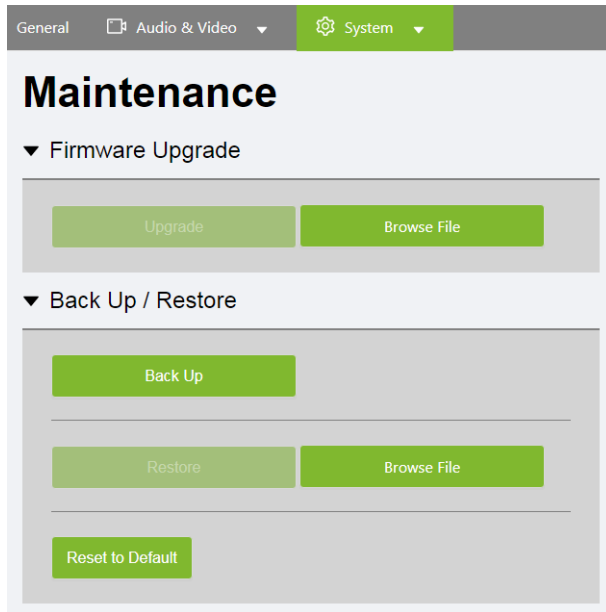 General Audio & Video System
Maintenance
Firmware Upgrade
Upgrade Browse File
Back Up / Restore
Back Up
Restore Browse File
Reset to Default